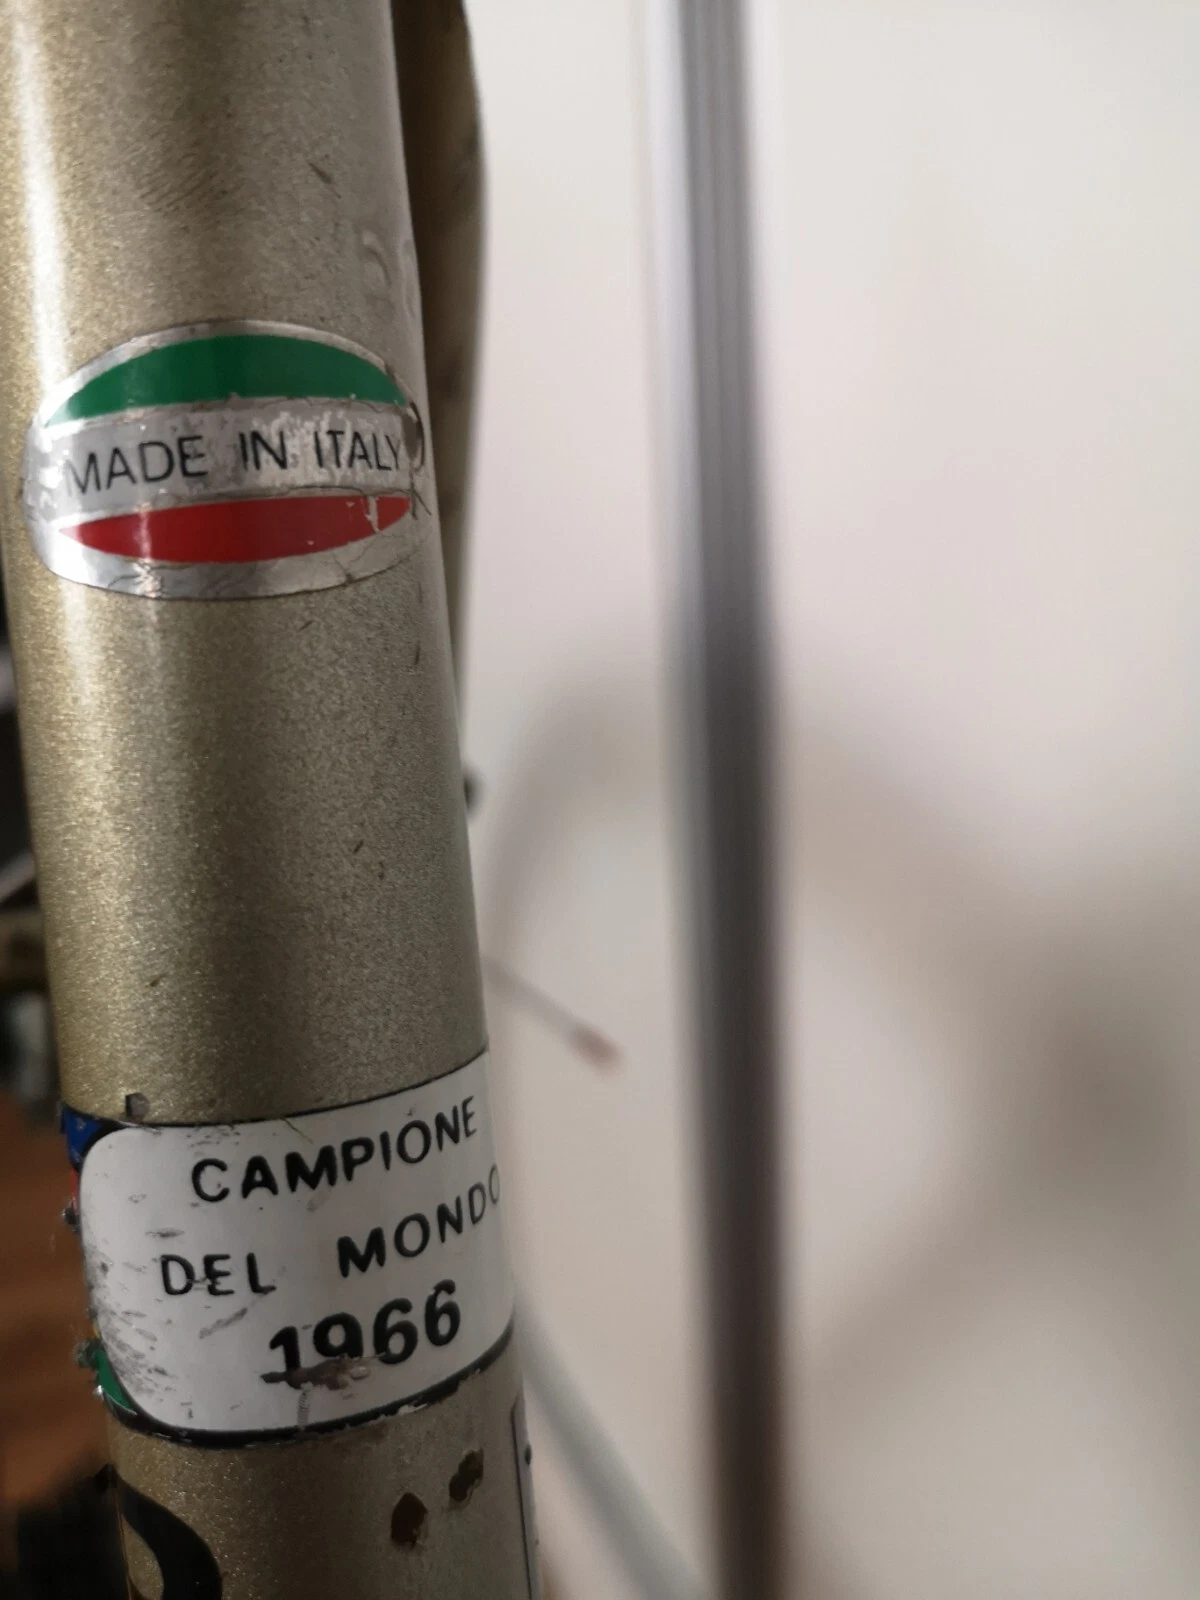 MADE IN ITALY
CAMPIONE
DEL MONDO
1966